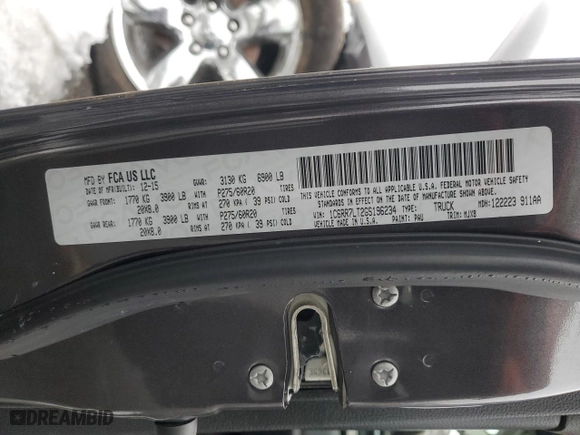 MFD BY FCA US LLC
DATE OF MFR(BUILT): 12-15 GVWR: 3130 KG 6900 LB
GAWR FRONT: 1770 KG 3900 LB WITH P275/60R20 TIRES
20X8.0 RIMS AT 270 KPA ( 39 PSI) COLD
GAWR REAR: 1770 KG 3900 LB WITH P275/60R20 TIRES
20X8.0 RIMS AT 270 KPA ( 39 PSI) COLD
THIS VEHICLE CONFORMS TO ALL APPLICABLE U.S.A. FEDERAL MOTOR VEHICLE SAFETY
STANDARDS IN EFFECT ON THE DATE OF MANUFACTURE SHOWN ABOVE.
VIN: 1C6RR7LT2GS196234 TYPE: TRUCK MDH:122223 911AA
VEHICLE MADE IN U.S.A. PAINT: PAU TRIM: MJX8
DREAMBID